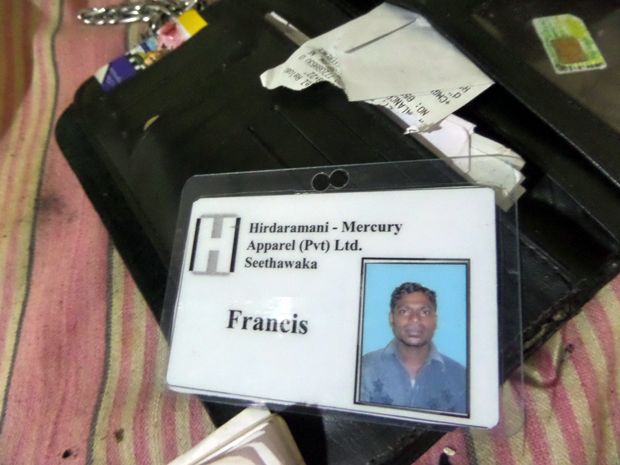 H
Hirdaramani - Mercury
Apparel (Pvt) Ltd.
Seethawaka
Francis